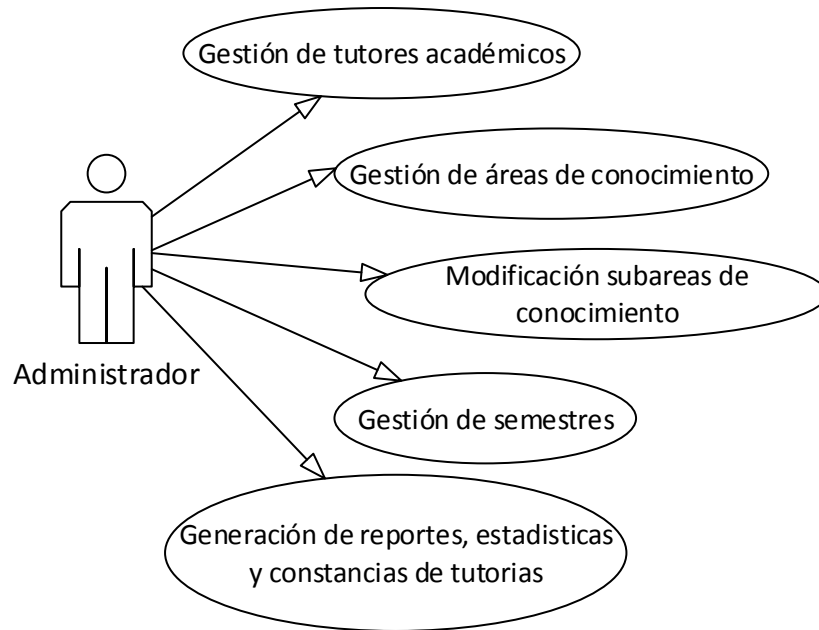 Gestión de tutores académicos
Gestión de áreas de conocimiento
Modificación subareas de
conocimiento
Administrador
Gestión de semestres
Generación de reportes, estadisticas
y constancias de tutorias